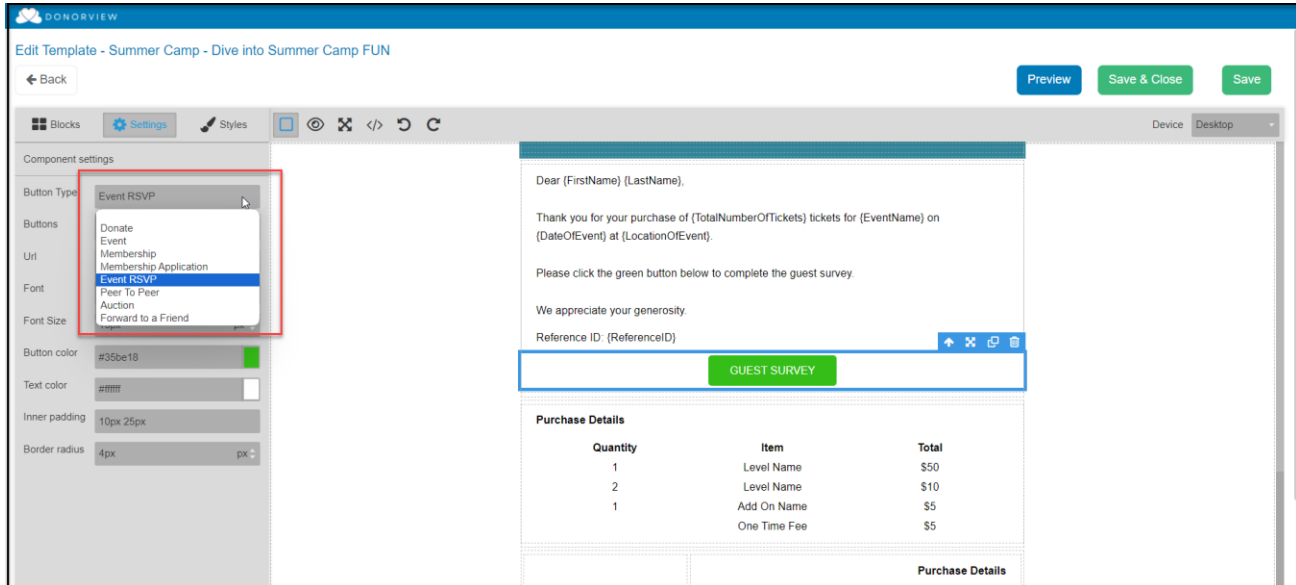 DONORVIEW
Edit Template - Summer Camp - Dive into Summer Camp FUN
Back
Preview
Save & Close
Save
Blocks
Settings
Styles
</>
Device
Desktop
Component settings
Button Type
Event RSVP
Donate
Event
Membership
Membership Application
Event RSVP
Peer To Peer
Auction
Forward to a Friend
Buttons
Url
Font
Font Size
px
Button color
#35be18
Text color
#ffffff
Inner padding
10px 25px
Border radius
4px
px
Dear {FirstName} {LastName},
Thank you for your purchase of {TotalNumberOfTickets} tickets for {EventName} on
{DateOfEvent} at {LocationOfEvent}.
Please click the green button below to complete the guest survey.
We appreciate your generosity.
Reference ID: {ReferenceID}
GUEST SURVEY
Purchase Details
Quantity Item Total
1 Level Name $50
2 Level Name $10
1 Add On Name $5
One Time Fee $5
Purchase Details